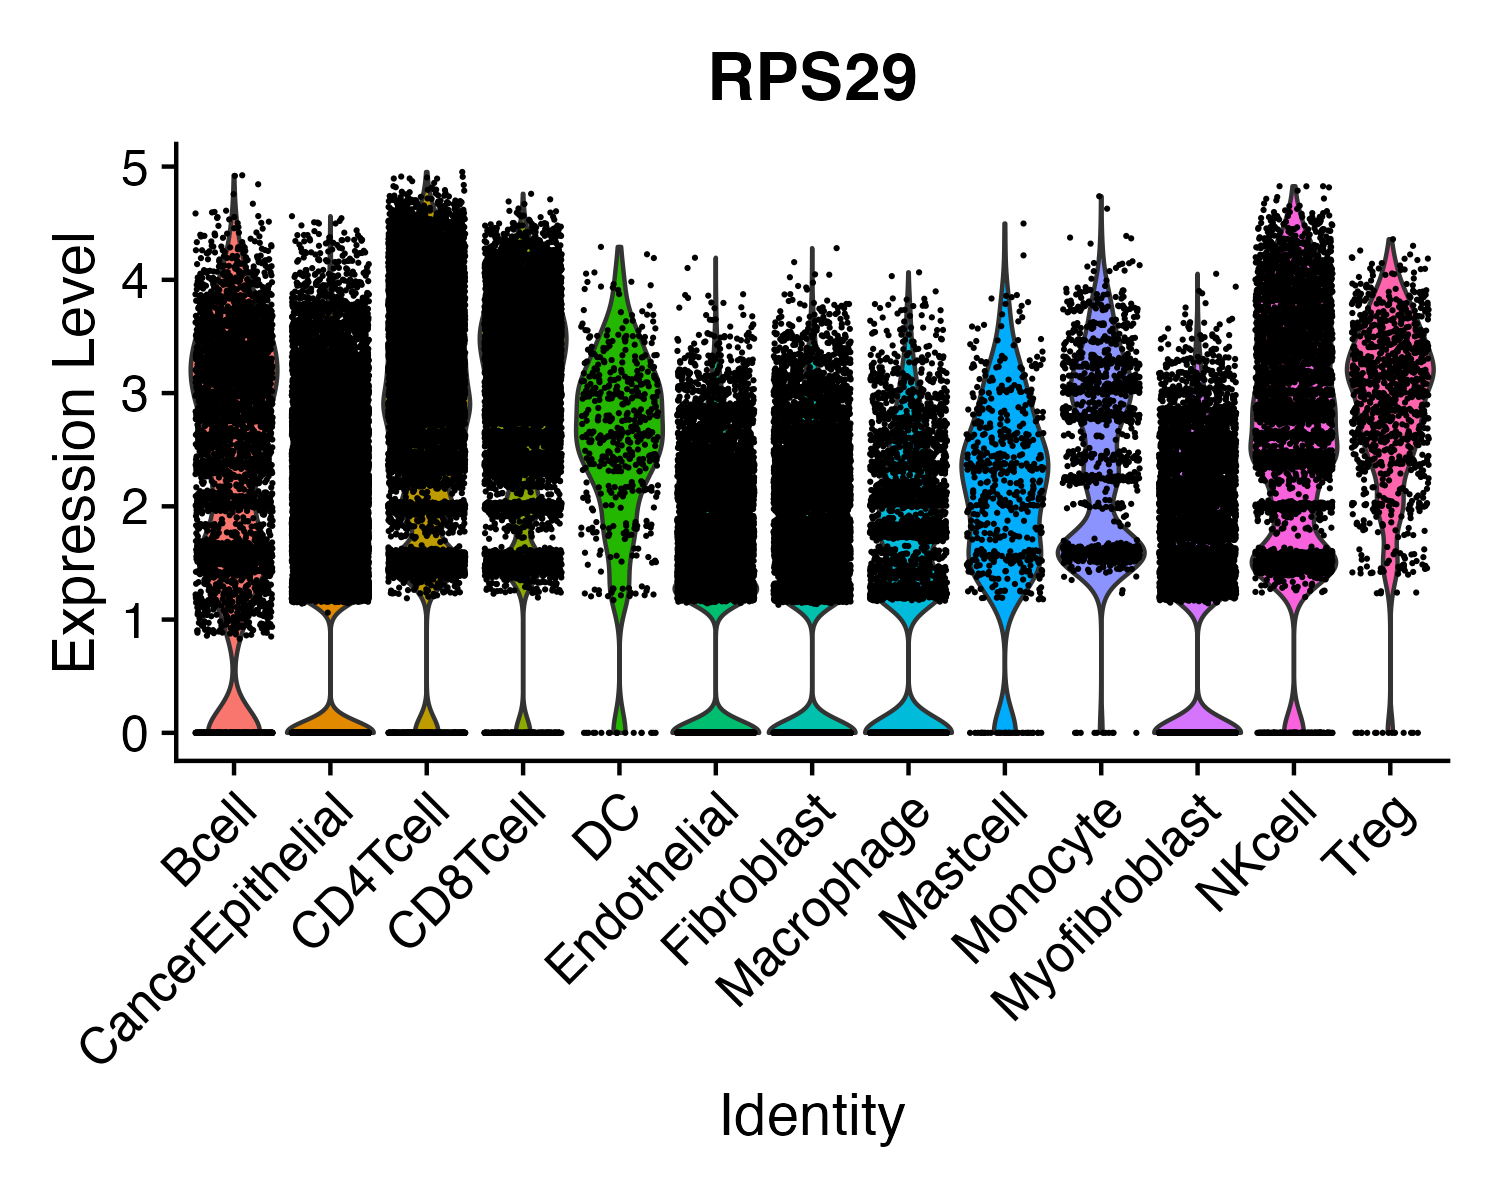 RPS29
Expression Level
5
4
3
2
1
0
Bcell
CancerEpithelial
CD4Tcell
CD8Tcell
DC
Endothelial
Fibroblast
Macrophage
Mastcell
Monocyte
Myofibroblast
NKcell
Treg
Identity